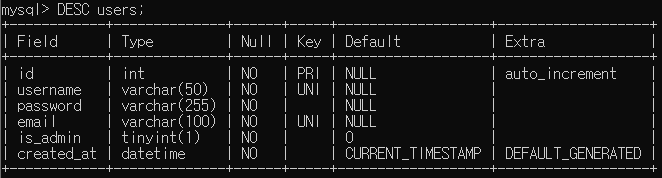 mysql> DESC users;
+------------+--------------+------+-----+-------------------+-------------------+
| Field      | Type         | Null | Key | Default           | Extra             |
+------------+--------------+------+-----+-------------------+-------------------+
| id         | int          | NO   | PRI | NULL              | auto_increment    |
| username   | varchar(50)  | NO   | UNI | NULL              |                   |
| password   | varchar(255) | NO   |     | NULL              |                   |
| email      | varchar(100) | NO   | UNI | NULL              |                   |
| is_admin   | tinyint(1)   | NO   |     | 0                 |                   |
| created_at | datetime     | NO   |     | CURRENT_TIMESTAMP | DEFAULT_GENERATED |
+------------+--------------+------+-----+-------------------+-------------------+